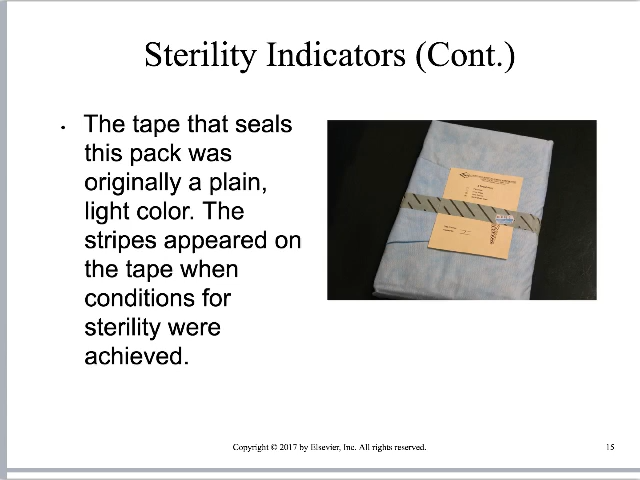 Sterility Indicators (Cont.)
• The tape that seals
this pack was
originally a plain,
light color. The
stripes appeared on
the tape when
conditions for
sterility were
achieved.
Copyright © 2017 by Elsevier, Inc. All rights reserved.
15